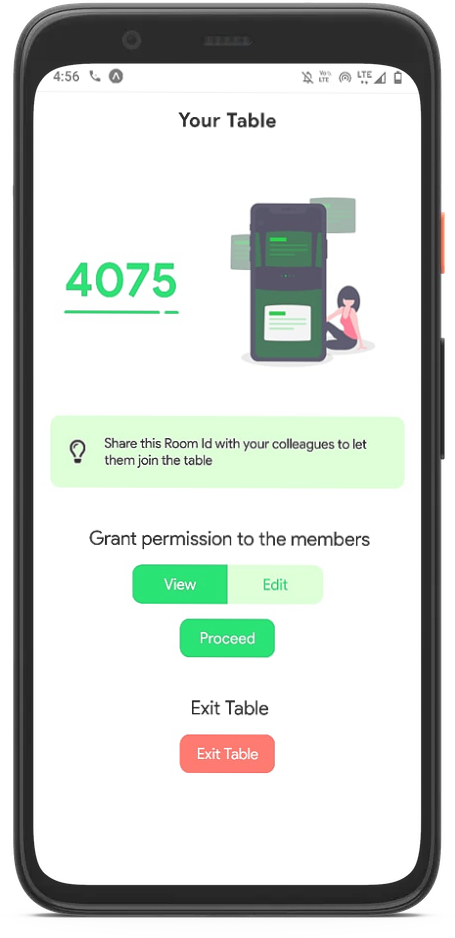 4:56
Vo
LTE
LTE
Your Table
4075
Share this Room Id with your colleagues to let
them join the table
Grant permission to the members
View Edit
Proceed
Exit Table
Exit Table